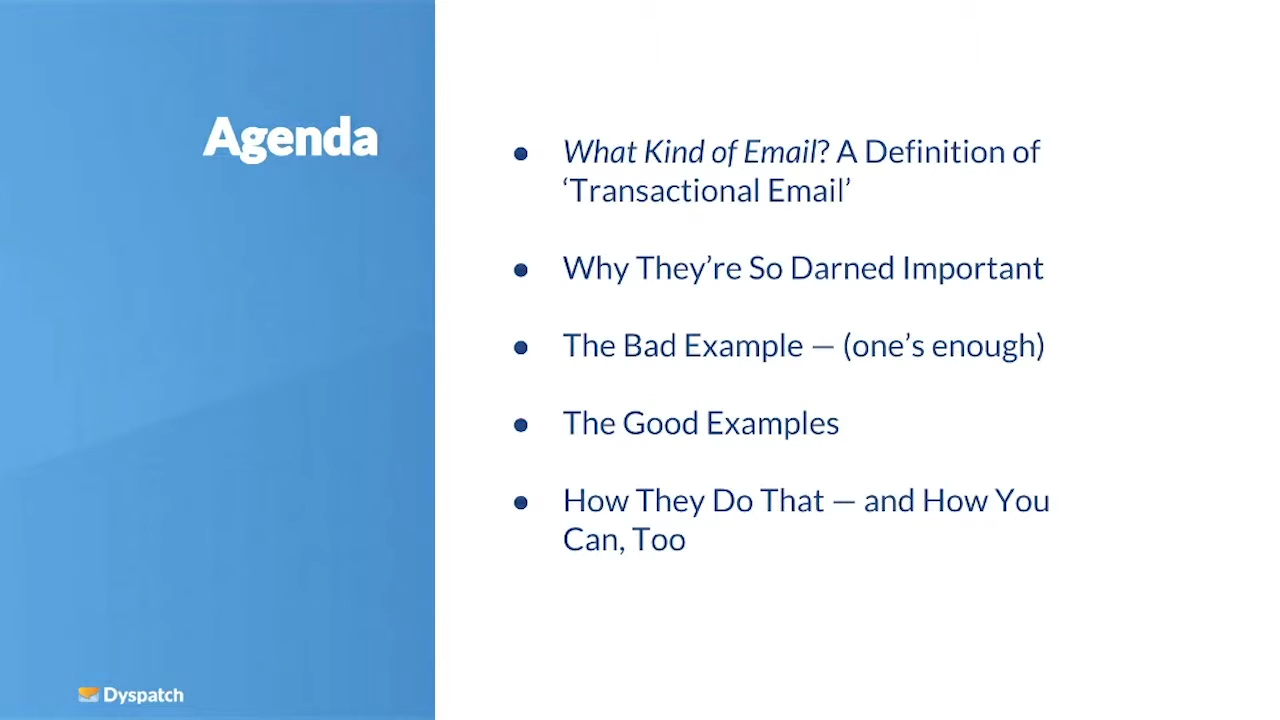 Agenda
● What Kind of Email? A Definition of
‘Transactional Email’
● Why They’re So Darned Important
● The Bad Example — (one’s enough)
● The Good Examples
● How They Do That — and How You
Can, Too
Dyspatch